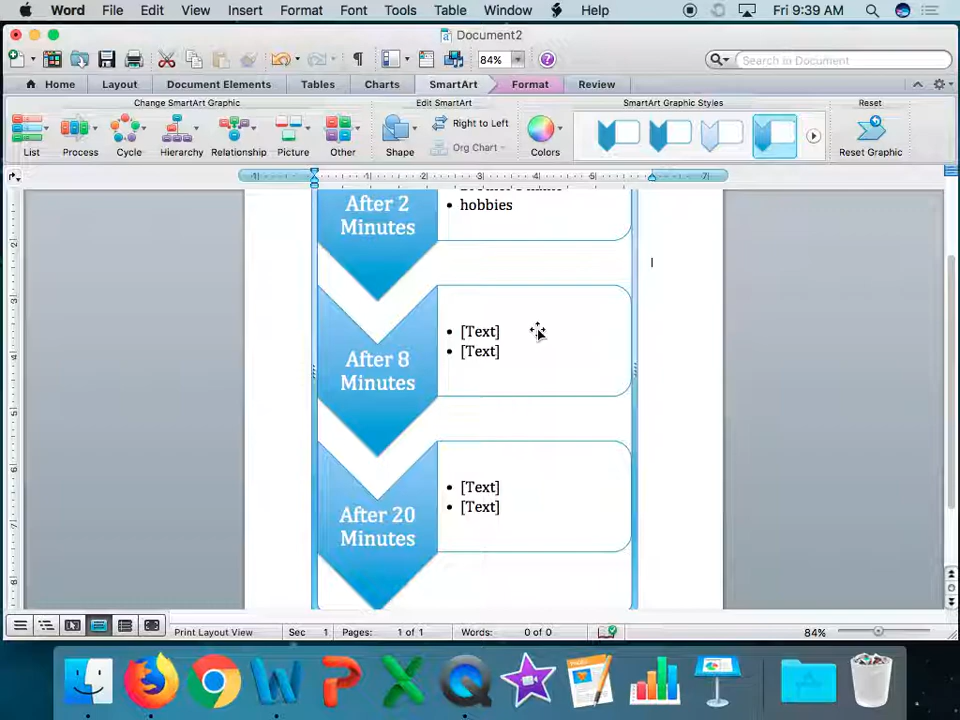 Word File Edit View Insert Format Font Tools Table Window Help Fri 9:39 AM
Document2
84% Search in Document
Home Layout Document Elements Tables Charts SmartArt Format Review
Change SmartArt Graphic Edit SmartArt SmartArt Graphic Styles Reset
Right to Left
Org Chart
List Process Cycle Hierarchy Relationship Picture Other Shape Colors Reset Graphic
After 2
Minutes
• hobbies
After 8
Minutes
• [Text]
• [Text]
After 20
Minutes
• [Text]
• [Text]
Print Layout View Sec 1 Pages: 1 of 1 Words: 0 of 0 84%